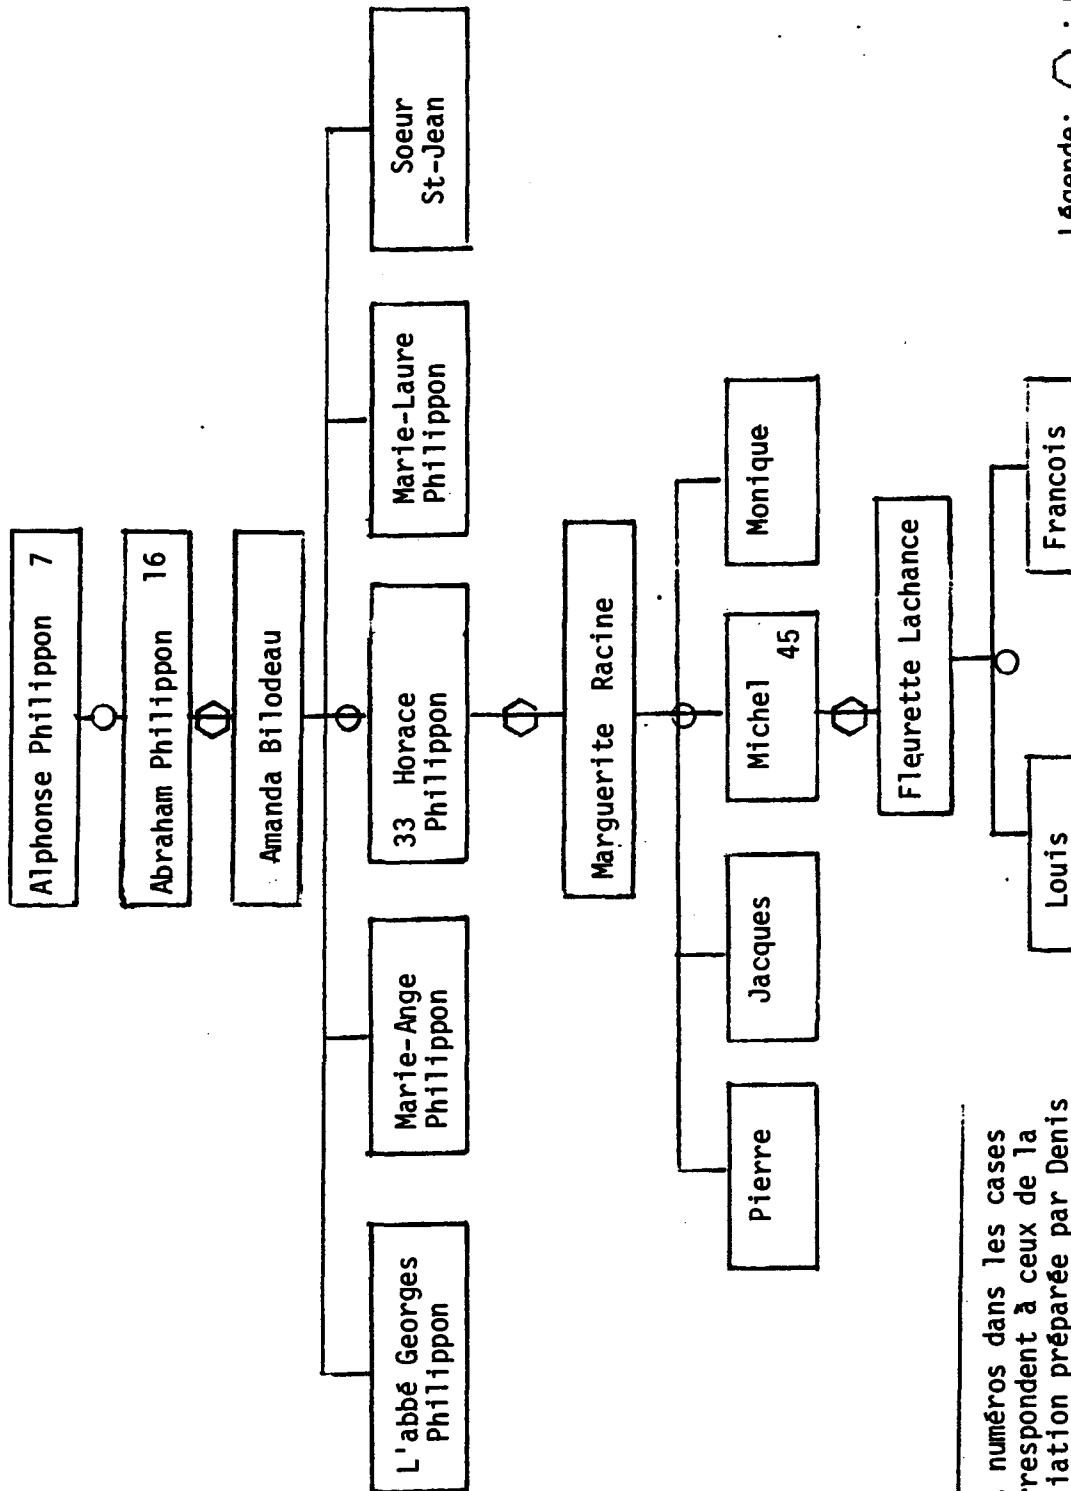 Alphonse Philippon 7
Abraham Philippon 16
Amanda Bilodeau
L'abbé Georges
Philippon
Marie-Ange
Philippon
33 Horace
Philippon
Marie-Laure
Philippon
Soeur
St-Jean
Marguerite Racine
Pierre
Jacques
Michel
45
Monique
Fleurette Lachance
Louis
Francois
numéros dans les cases
rrespondent à ceux de la
iation préparée par Denis
Légende: